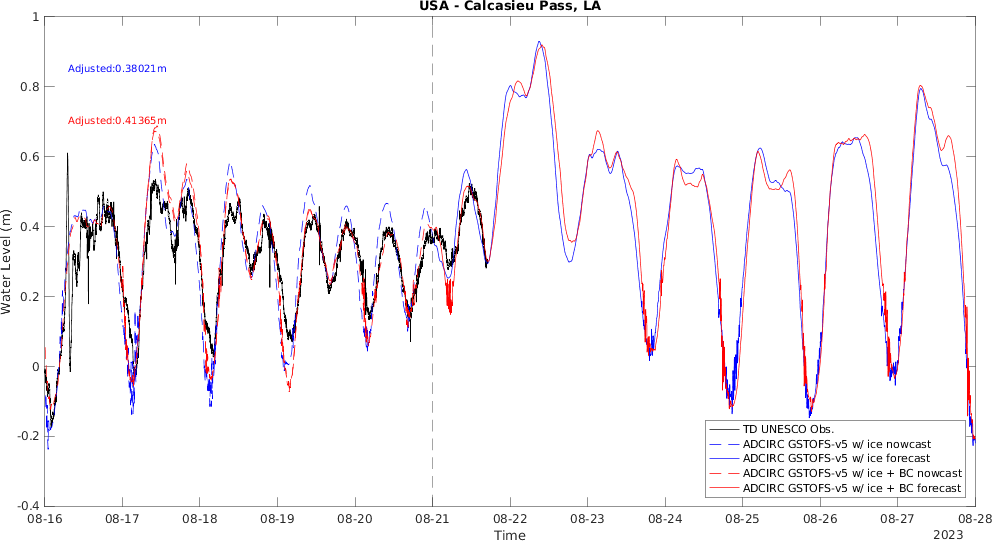 USA - Calcasieu Pass, LA
1
0.8
0.6
0.4
0.2
0
-0.2
-0.4
Water Level (m)
Adjusted:0.38021m
Adjusted:0.41365m
TD UNESCO Obs.
ADCIRC GSTOFS-v5 w/ ice nowcast
ADCIRC GSTOFS-v5 w/ ice forecast
ADCIRC GSTOFS-v5 w/ ice + BC nowcast
ADCIRC GSTOFS-v5 w/ ice + BC forecast
08-16 08-17 08-18 08-19 08-20 08-21 08-22 08-23 08-24 08-25 08-26 08-27 08-28
Time
2023